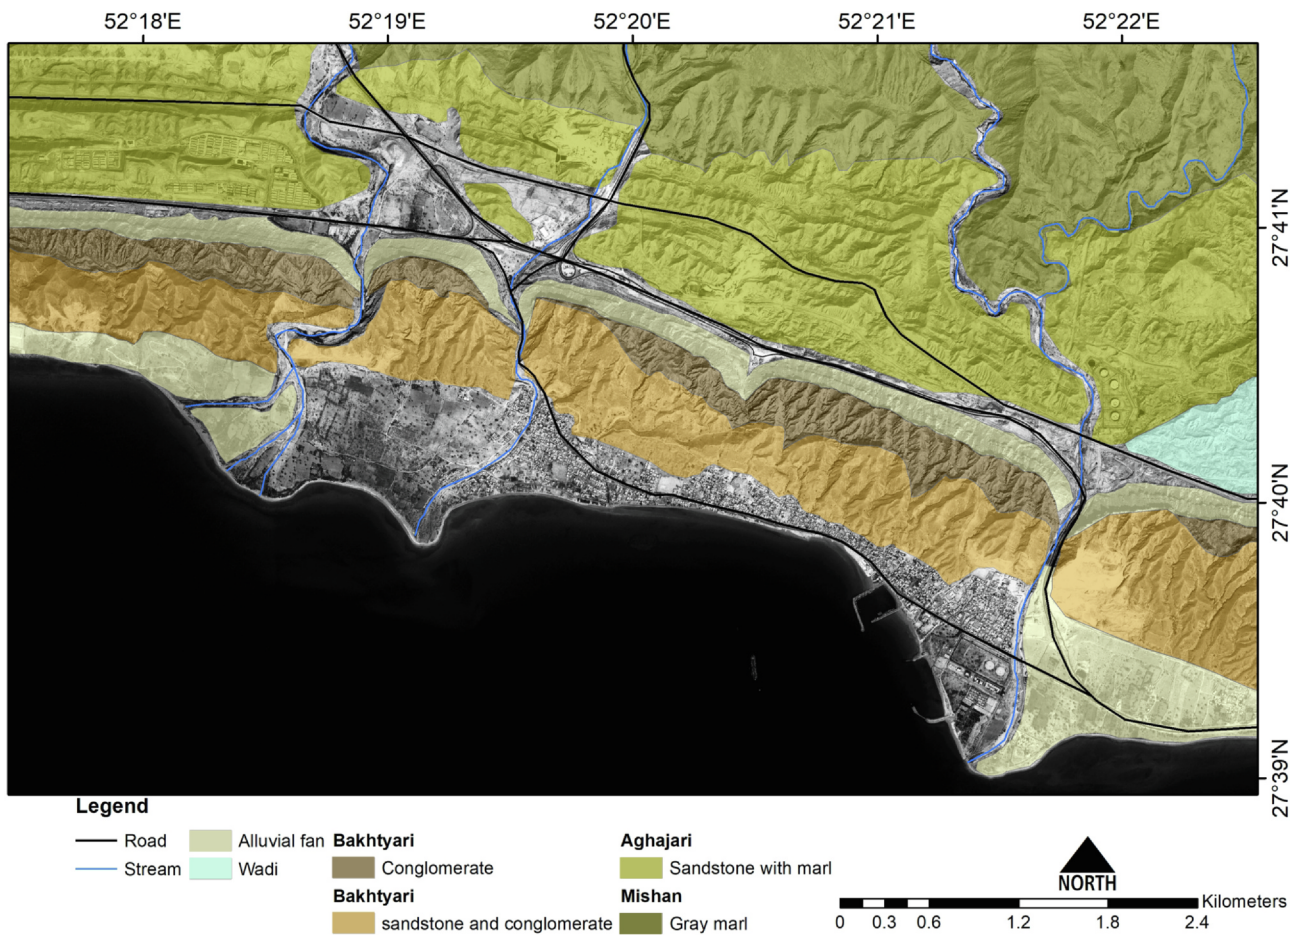 52°18'E 52°19'E 52°20'E 52°21'E 52°22'E
27°41'N
27°40'N
27°39'N
Legend
Road Alluvial fan Bakhtyari Aghajari
Stream Wadi Conglomerate Sandstone with marl
Bakhtyari Mishan
sandstone and conglomerate Gray marl
NORTH
Kilometers
0 0.3 0.6 1.2 1.8 2.4